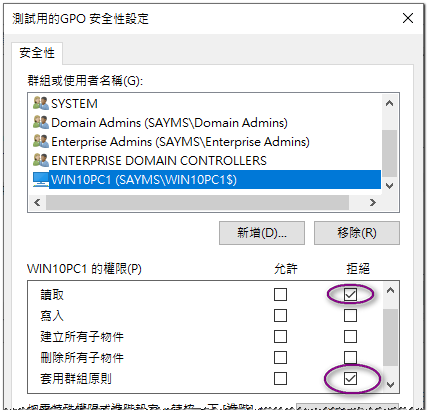 測試用的GPO 安全性設定
安全性
群組或使用者名稱(G):
SYSTEM
Domain Admins (SAYMS\Domain Admins)
Enterprise Admins (SAYMS\Enterprise Admins)
ENTERPRISE DOMAIN CONTROLLERS
WIN10PC1 (SAYMS\WIN10PC1$)
新增(D)... 移除(R)
WIN10PC1 的權限(P) 允許 拒絕
讀取
寫入
建立所有子物件
刪除所有子物件
套用群組原則